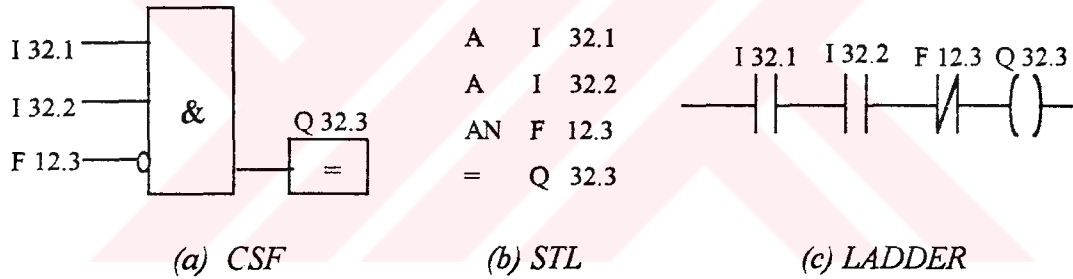 I 32.1
I 32.2
F 12.3
&
Q 32.3
=
(a) CSF
A I 32.1
A I 32.2
AN F 12.3
= Q 32.3
(b) STL
I 32.1 I 32.2 F 12.3 Q 32.3
(c) LADDER